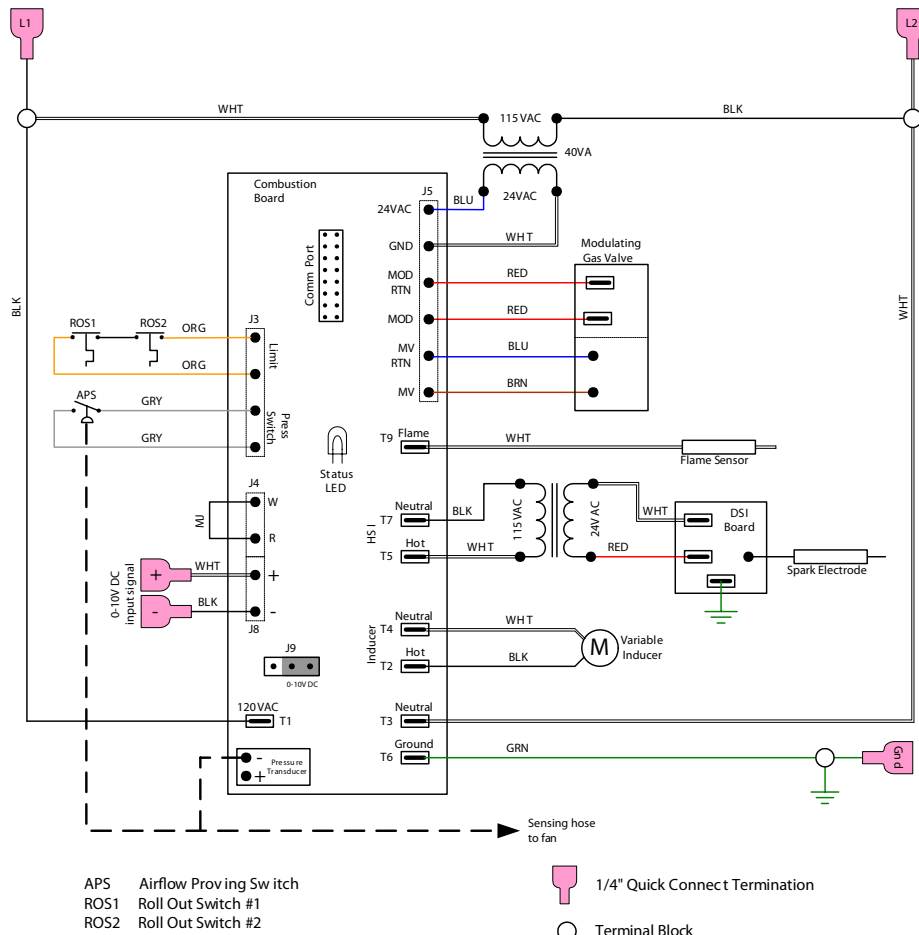 L1
L2
WHT
115 VAC
BLK
40VA
Combustion
Board
J5
24VAC
BLU
24VAC
GND
WHT
Modulating
Gas Valve
Comm Port
MOD
RTN
RED
MOD
RED
MV
RTN
BLU
MV
BRN
BLK
WHT
ROS1
ROS2
ORG
J3
Limit
ORG
APS
GRY
Press
Switch
GRY
Status
LED
T9
Flame
WHT
Flame Sensor
J4
W
MJ
R
HSI
T7
Neutral
BLK
115 VAC
24V AC
WHT
DSI
Board
T5
Hot
WHT
RED
Spark Electrode
0-10V DC
input signal
+
WHT
+
-
BLK
-
J8
Inducer
T4
Neutral
WHT
M
Variable
Inducer
T2
Hot
BLK
J9
0-10V DC
120VAC
T1
Neutral
T3
Ground
T6
GRN
Gnd
-
+
Pressure
Transducer
Sensing hose
to fan
APS Airflow Proving Switch
ROS1 Roll Out Switch #1
ROS2 Roll Out Switch #2
1/4" Quick Connect Termination
Terminal Block